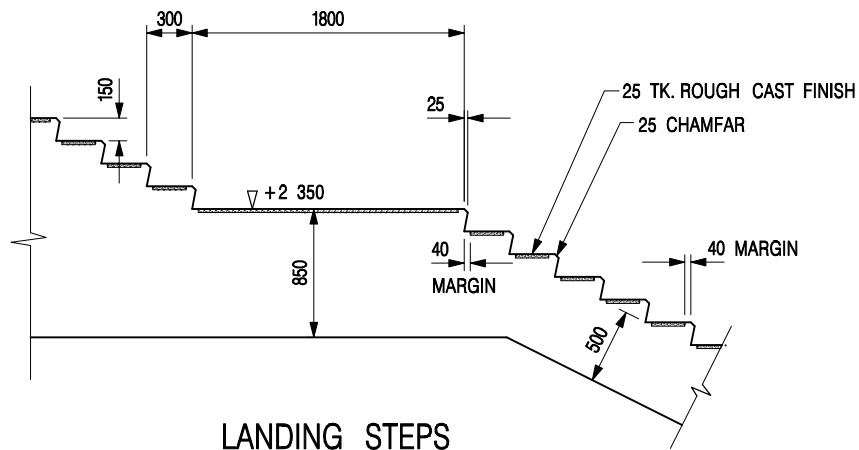 300 1800
150
25
25 TK. ROUGH CAST FINISH
25 CHAMFAR
+2 350
40
MARGIN
40 MARGIN
850
500
LANDING STEPS